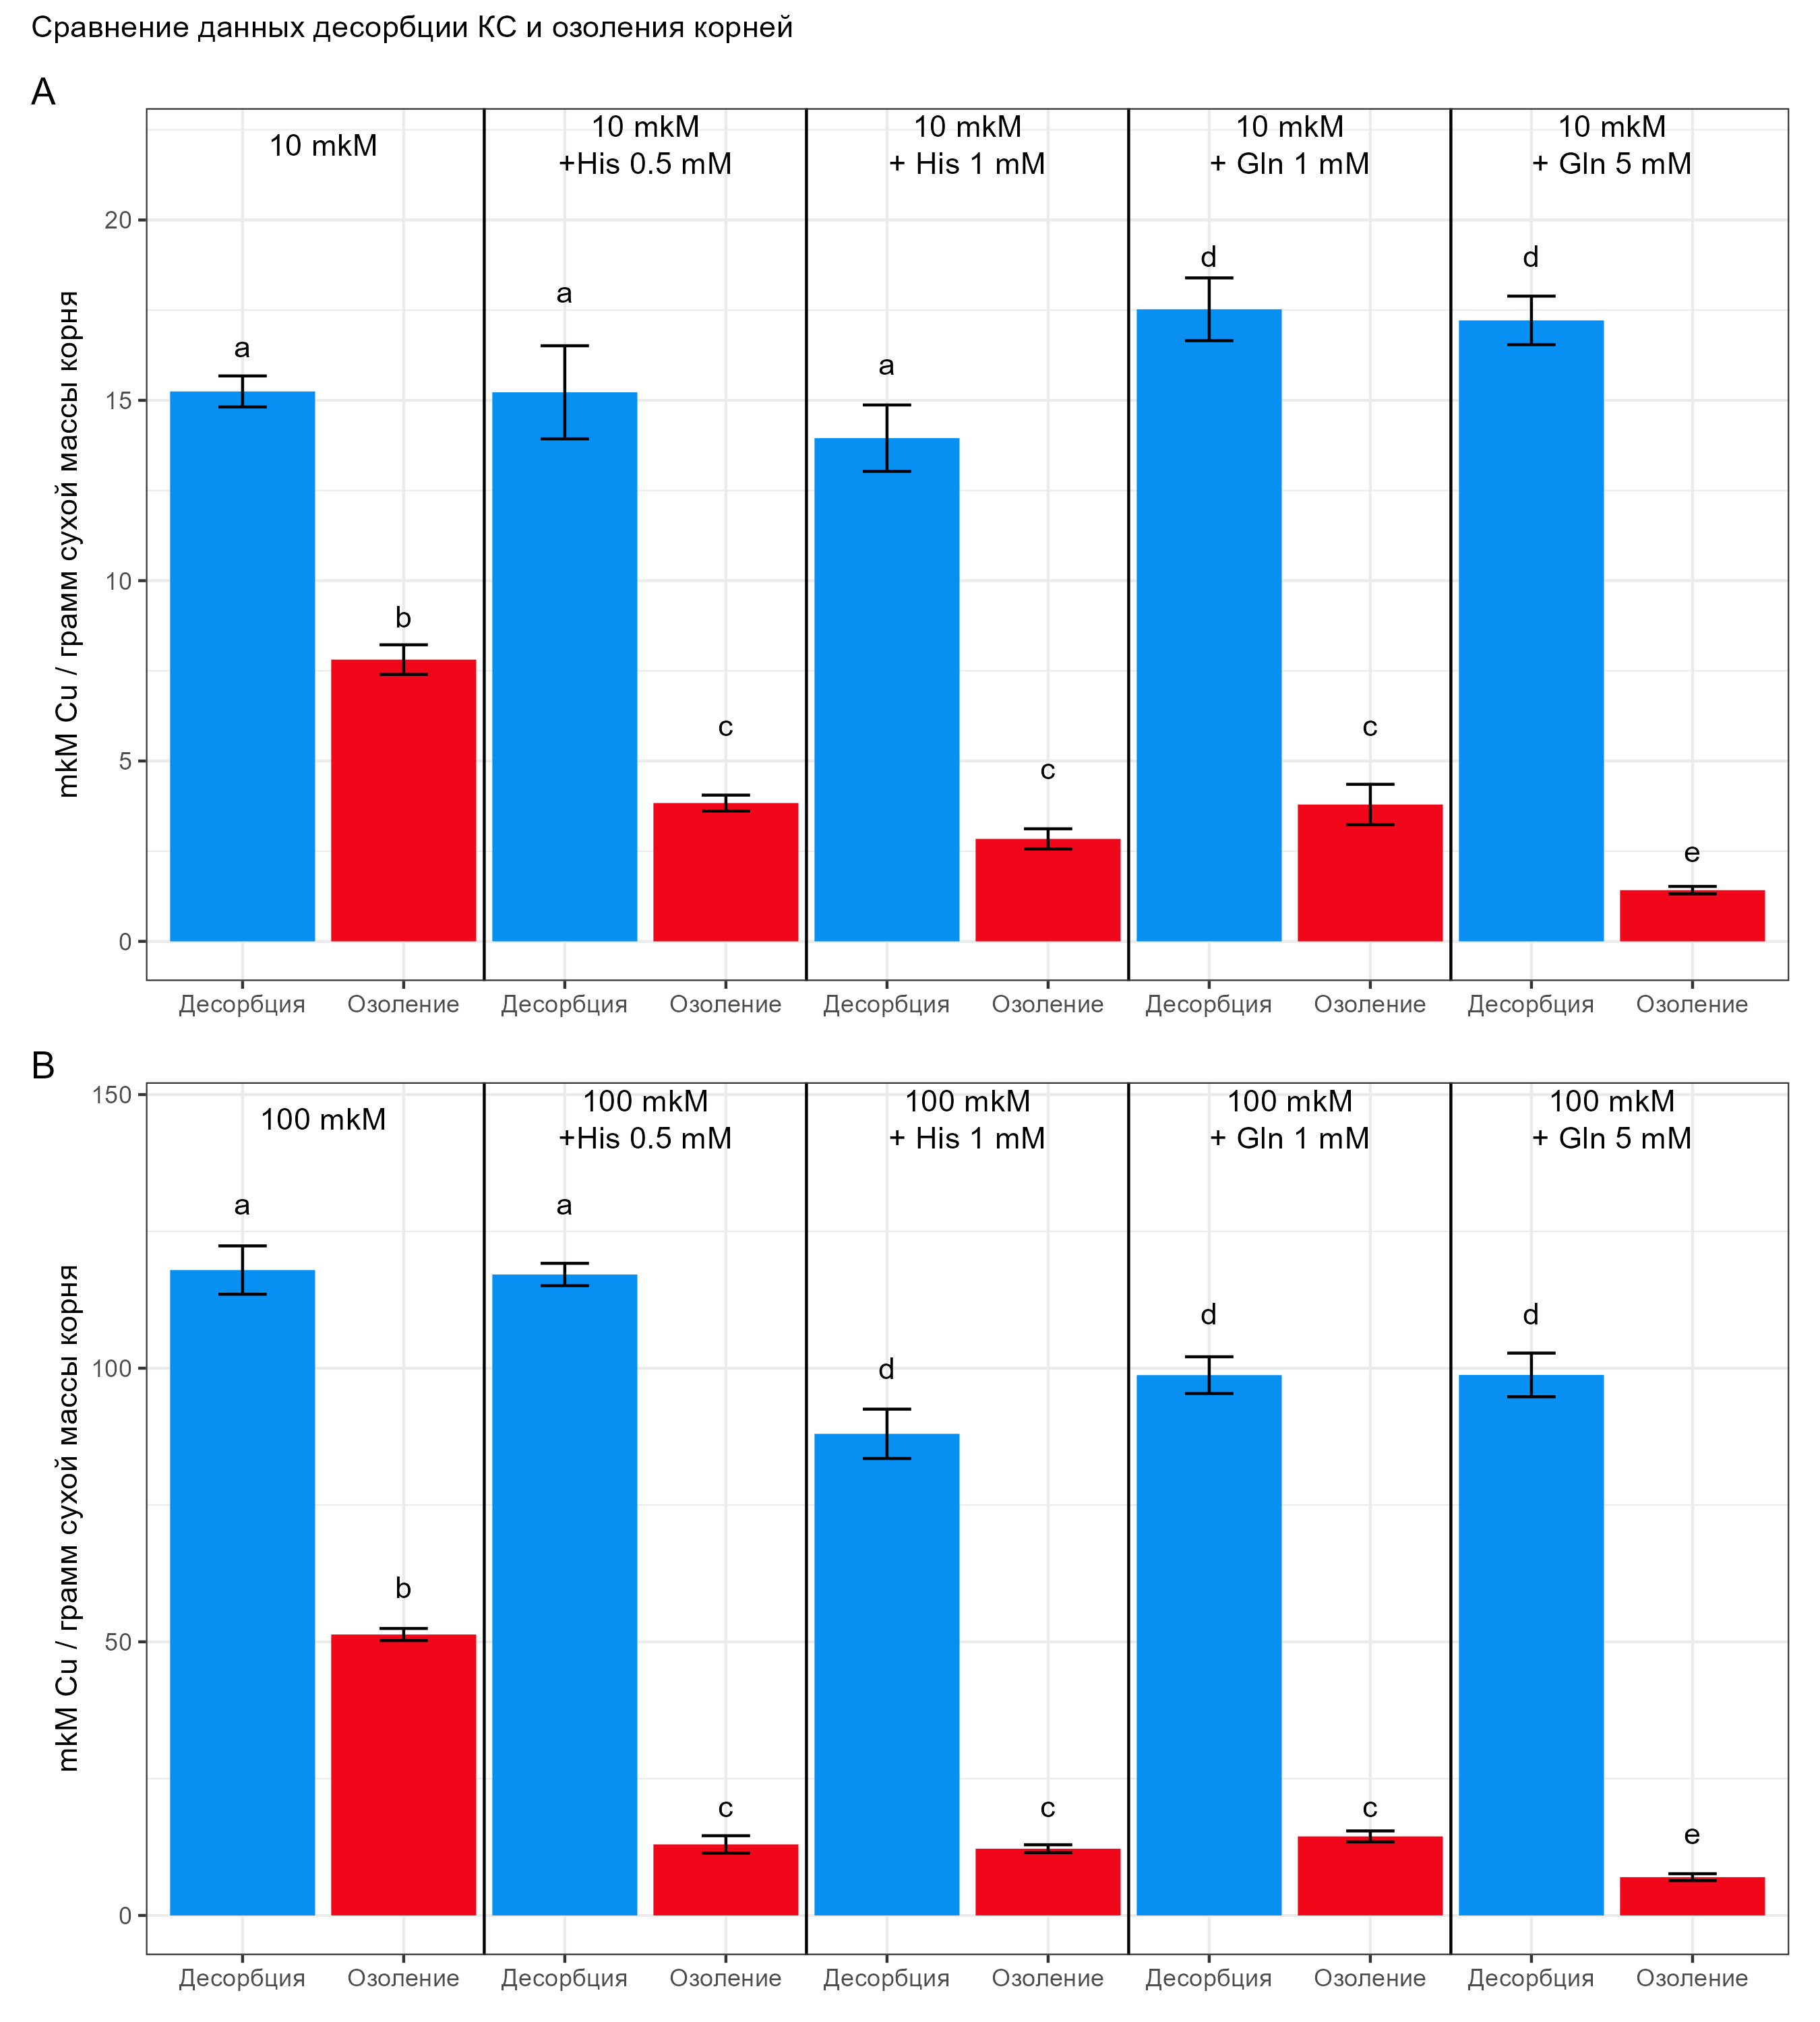 Сравнение данных десорбции КС и озоления корней
A
10 mkM
10 mkM
+His 0.5 mM
10 mkM
+ His 1 mM
10 mkM
+ Gln 1 mM
10 mkM
+ Gln 5 mM
mkM Cu / грамм сухой массы корня
20
15
10
5
0
a
b
a
c
a
c
d
c
d
e
Десорбция
Озоление
Десорбция
Озоление
Десорбция
Озоление
Десорбция
Озоление
Десорбция
Озоление
B
100 mkM
100 mkM
+His 0.5 mM
100 mkM
+ His 1 mM
100 mkM
+ Gln 1 mM
100 mkM
+ Gln 5 mM
mkM Cu / грамм сухой массы корня
150
100
50
0
a
b
a
c
d
c
d
c
d
e
Десорбция
Озоление
Десорбция
Озоление
Десорбция
Озоление
Десорбция
Озоление
Десорбция
Озоление